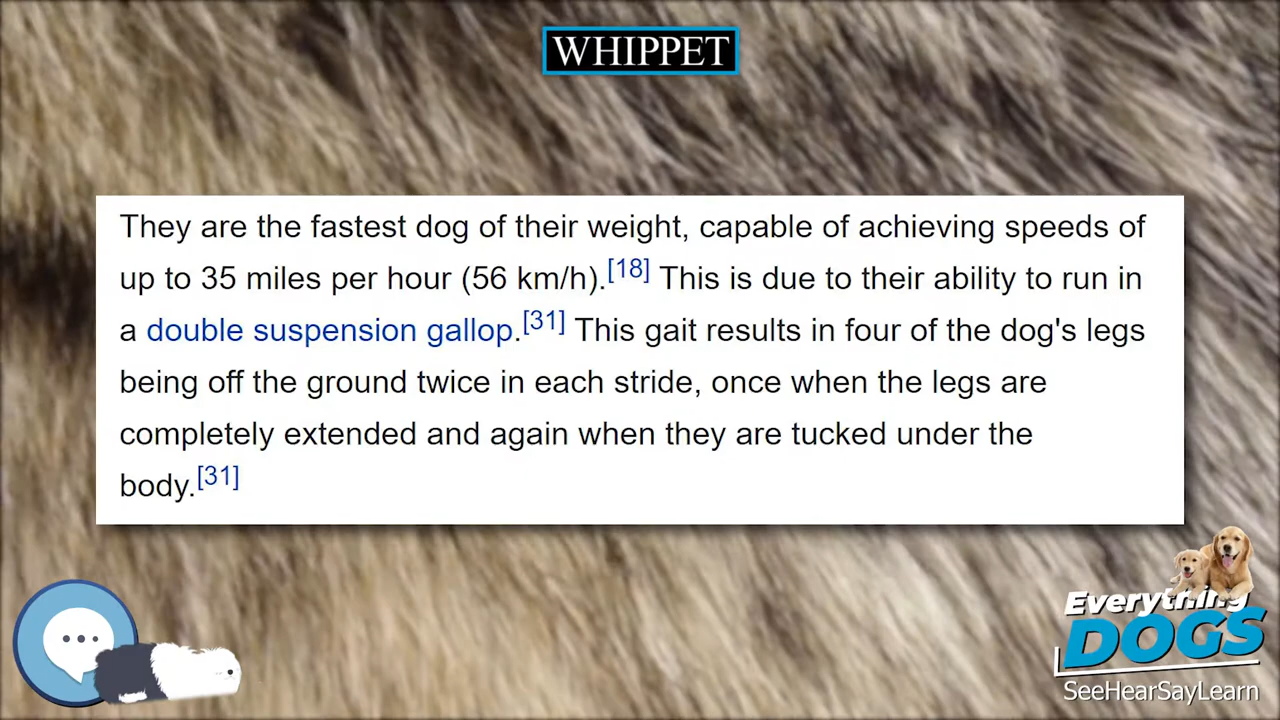 WHIPPET
They are the fastest dog of their weight, capable of achieving speeds of
up to 35 miles per hour (56 km/h).[18] This is due to their ability to run in
a double suspension gallop.[31] This gait results in four of the dog's legs
being off the ground twice in each stride, once when the legs are
completely extended and again when they are tucked under the
body.[31]
Everything
DOGS
SeeHearSayLearn